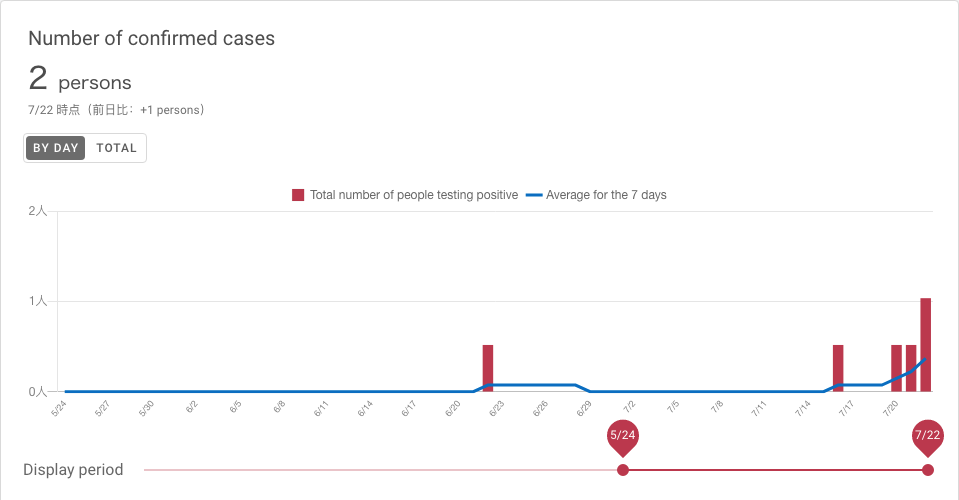 Number of confirmed cases
2 persons
7/22 時点（前日比：+1 persons）
BY DAY TOTAL
Total number of people testing positive Average for the 7 days
2人
1人
0人
5/24 5/27 5/30 6/2 6/5 6/8 6/11 6/14 6/17 6/20 6/23 6/26 6/29 7/2 7/5 7/8 7/11 7/14 7/17 7/20
5/24 7/22
Display period